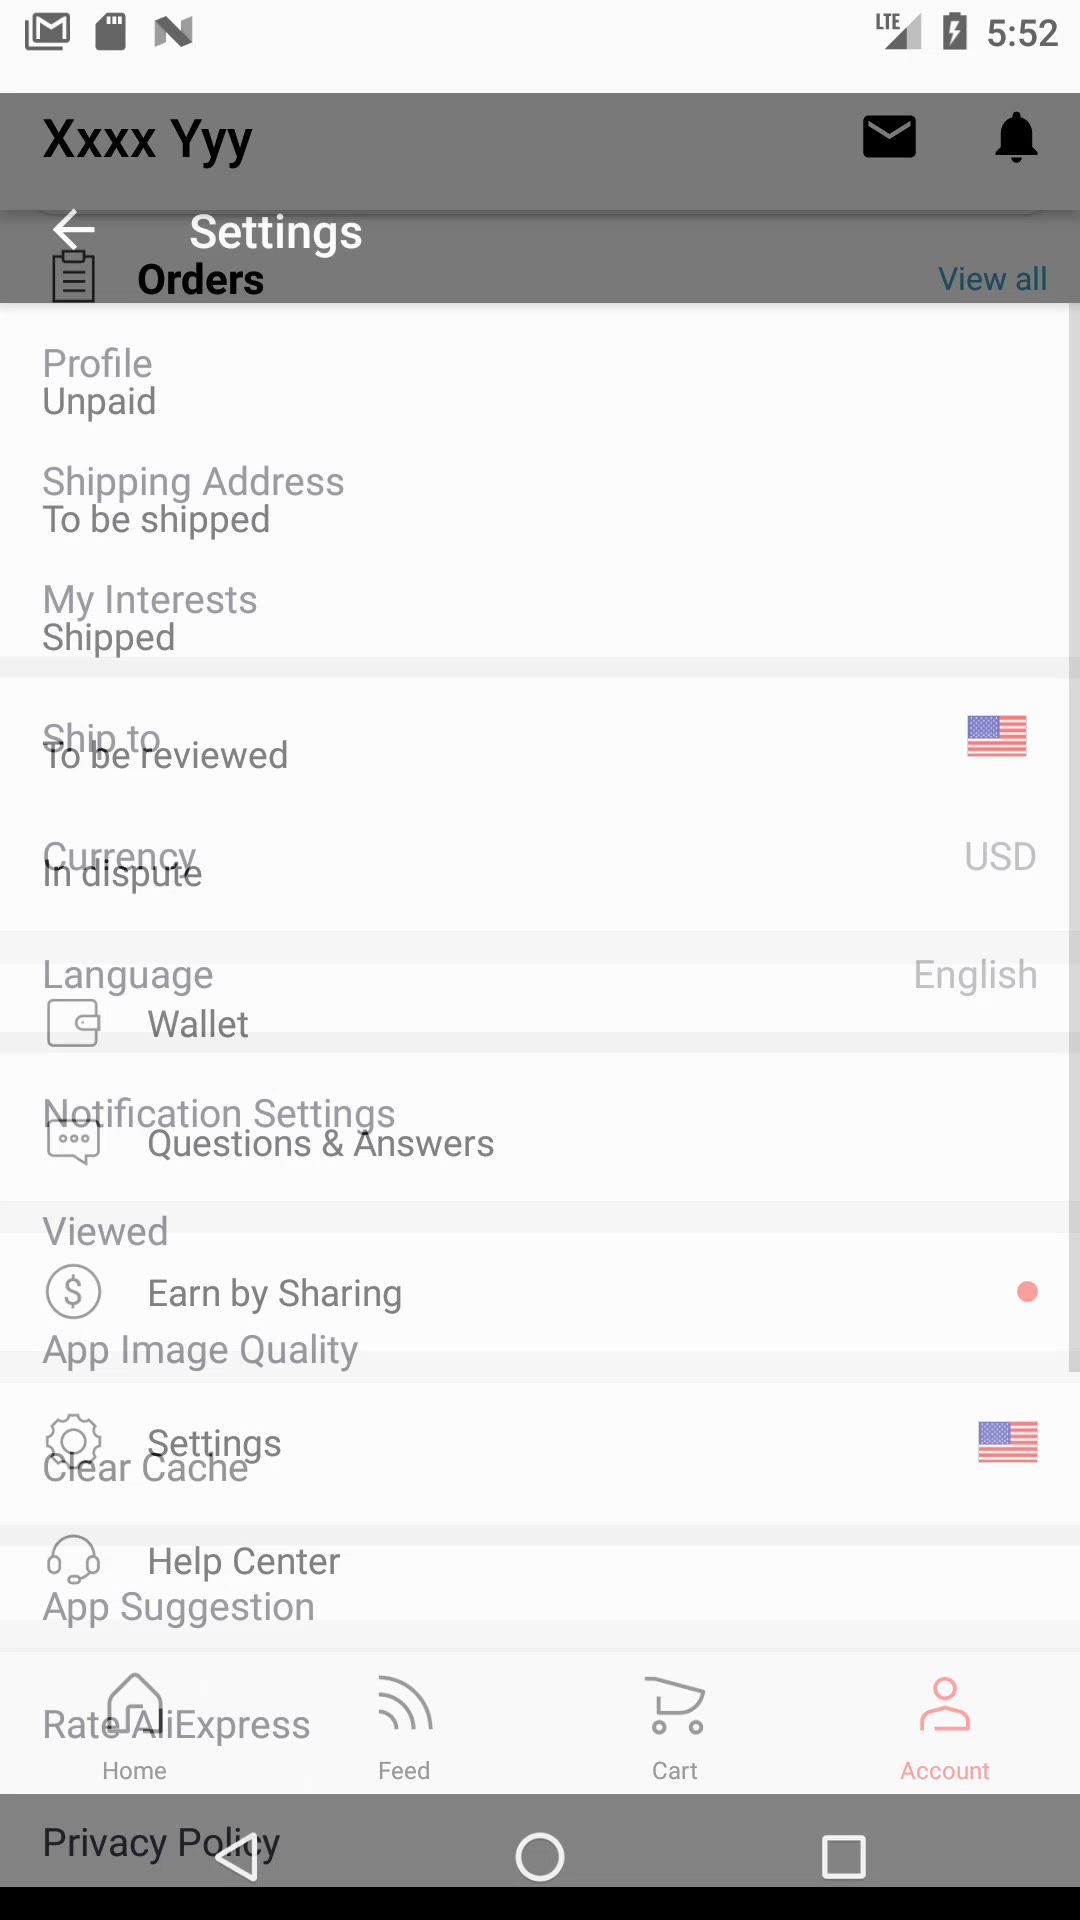 LTE 5:52
Xxxx Yyy
Settings
Orders View all
Profile
Unpaid
Shipping Address
To be shipped
My Interests
Shipped
Ship to
To be reviewed
Currency USD
In dispute
Language English
Wallet
Notification Settings
Questions & Answers
Viewed
Earn by Sharing
App Image Quality
Settings
Clear Cache
Help Center
App Suggestion
Rate AliExpress
Home Feed Cart Account
Privacy Policy